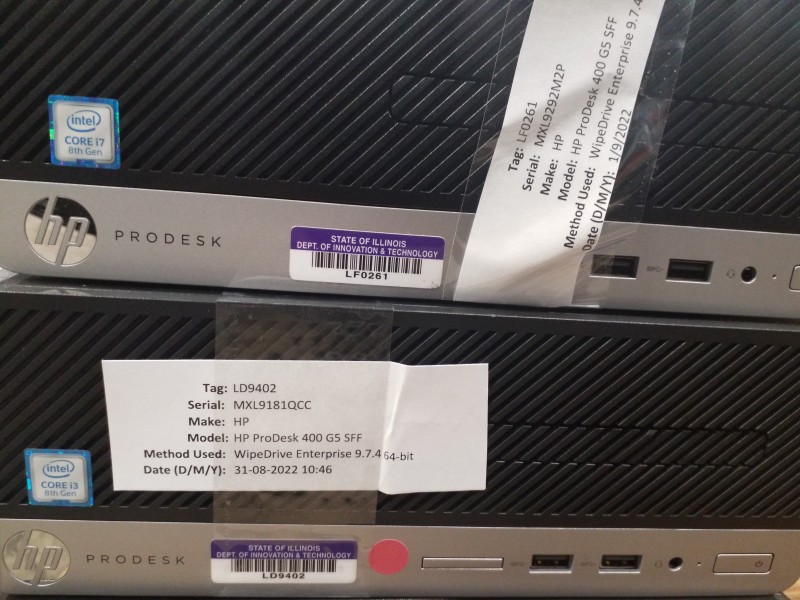 Tag: LF0261
Serial: MXL9292M2P
Make: HP
Model: HP ProDesk 400 G5 SFF
Method Used: WipeDrive Enterprise 9.7.4
Date (D/M/Y): 1/9/2022
intel
CORE i7
8th Gen
hp
PRODESK
STATE OF ILLINOIS
DEPT. OF INNOVATION & TECHNOLOGY
LF0261
Tag: LD9402
Serial: MXL9181QCC
Make: HP
Model: HP ProDesk 400 G5 SFF
Method Used: WipeDrive Enterprise 9.7.4 64-bit
Date (D/M/Y): 31-08-2022 10:46
intel
CORE i3
8th Gen
hp
PRODESK
STATE OF ILLINOIS
DEPT. OF INNOVATION & TECHNOLOGY
LD9402